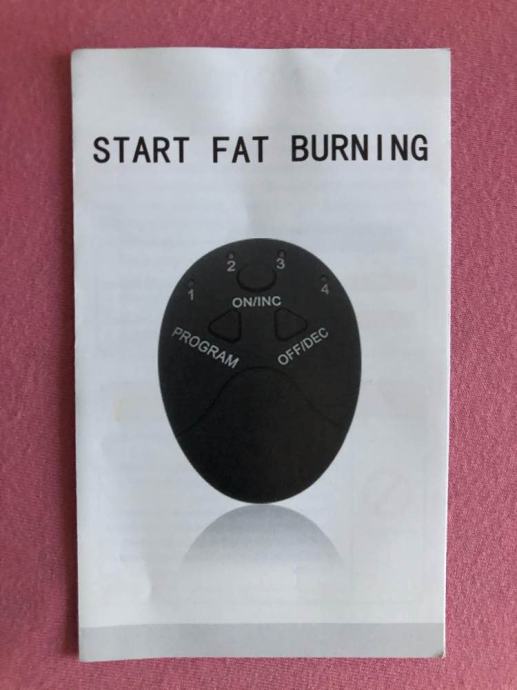 START FAT BURNING
1 2 3 4
ON/INC
PROGRAM
OFF/DEC